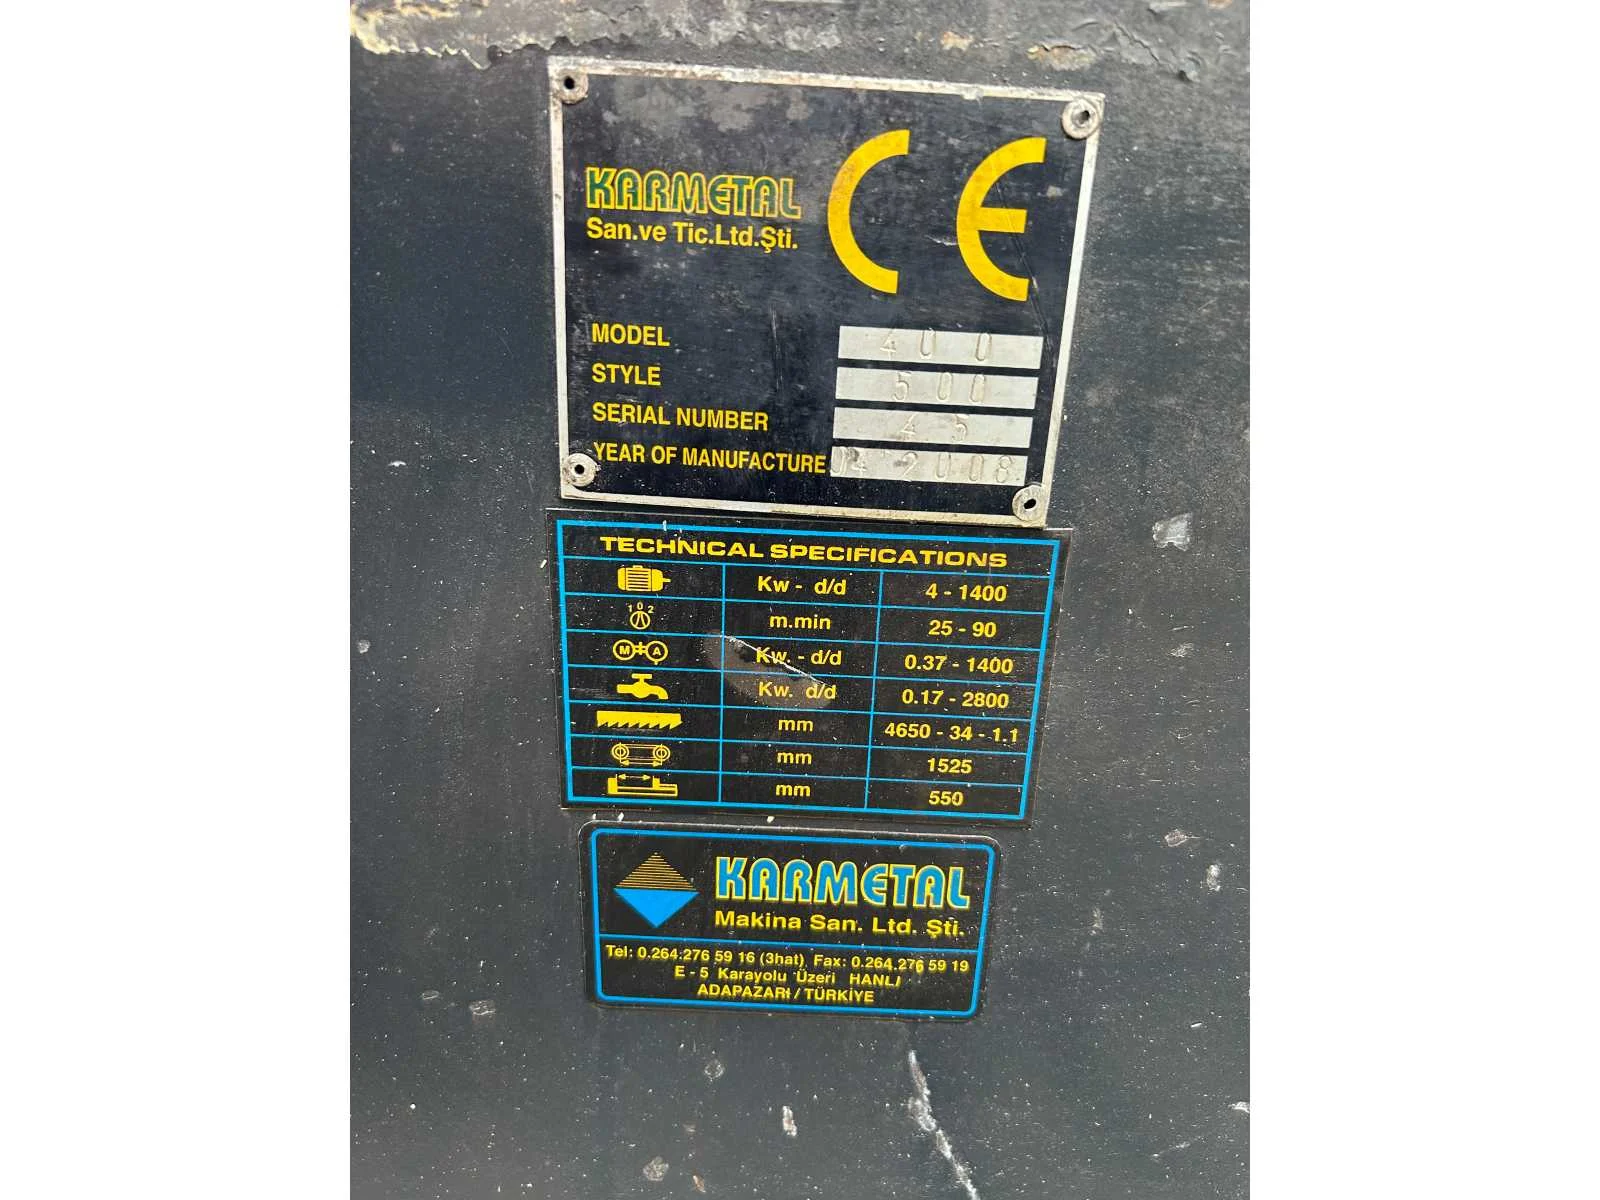 KARMETAL
San.ve Tic.Ltd.Şti.
CE
MODEL 400
STYLE 500
SERIAL NUMBER 45
YEAR OF MANUFACTURE 04 2008
TECHNICAL SPECIFICATIONS
Kw - d/d 4 - 1400
1 0 2 m.min 25 - 90
M A Kw. - d/d 0.37 - 1400
Kw. d/d 0.17 - 2800
mm 4650 - 34 - 1.1
mm 1525
mm 550
KARMETAL
Makina San. Ltd. Şti.
Tel: 0.264.276 59 16 (3hat) Fax: 0.264.276 59 19
E - 5 Karayolu Üzeri HANLI
ADAPAZARI / TÜRKİYE